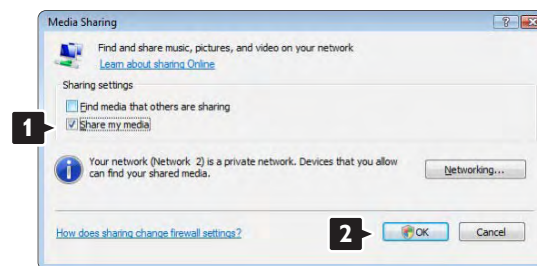 Media Sharing
Find and share music, pictures, and video on your network
Learn about sharing Online
Sharing settings
Find media that others are sharing
1
Share my media
Your network (Network 2) is a private network. Devices that you allow
can find your shared media.
Networking...
How does sharing change firewall settings?
2
OK
Cancel